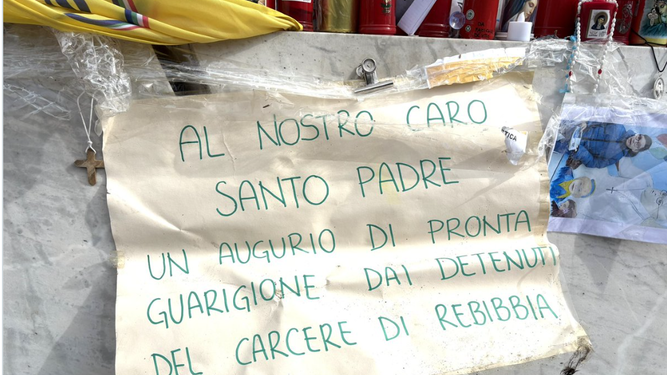 AL NOSTRO CARO
SANTO PADRE
UN AUGURIO DI PRONTA
GUARIGIONE DAI DETENUTI
DEL CARCERE DI REBIBBIA